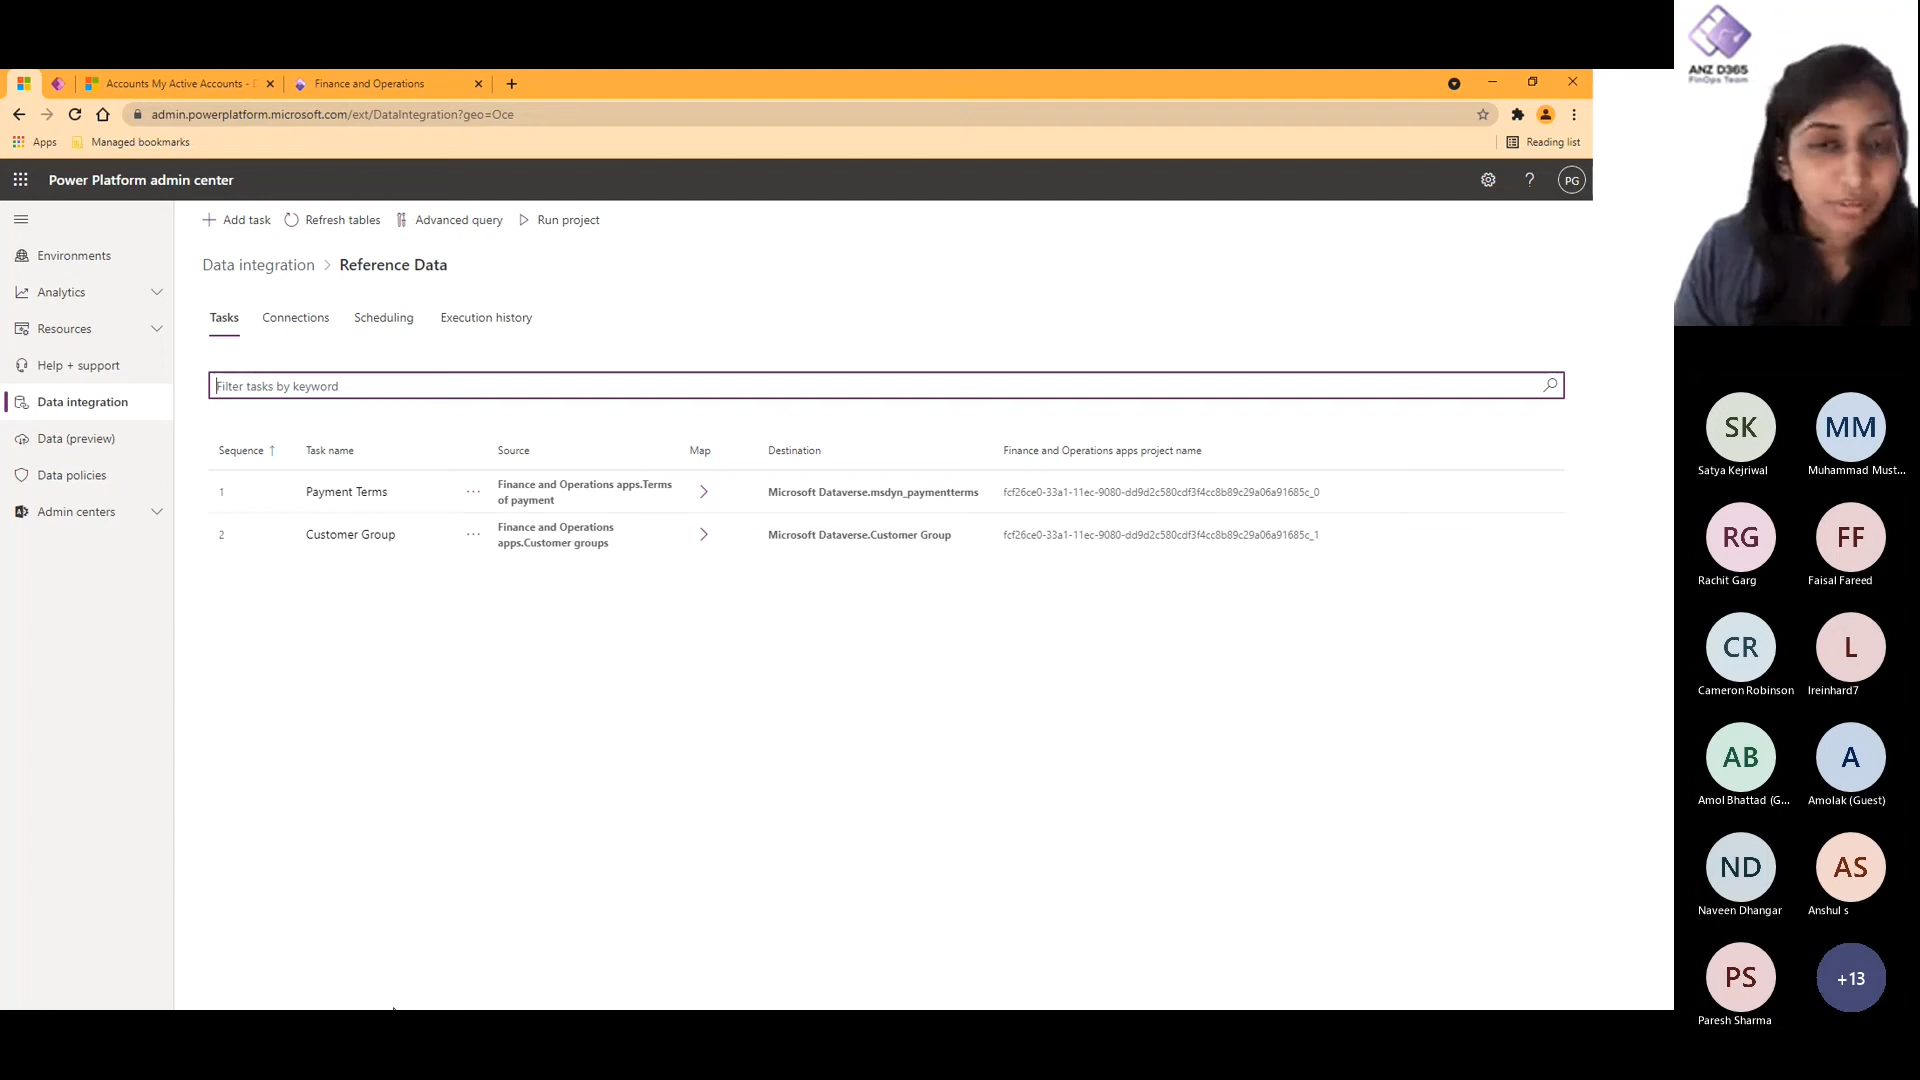 ANZ D365
FinOps Team
Accounts My Active Accounts -
Finance and Operations
admin.powerplatform.microsoft.com/ext/DataIntegration?geo=Oce
Apps
Managed bookmarks
Reading list
Power Platform admin center
?
PG
Add task
Refresh tables
Advanced query
Run project
Environments
Analytics
Resources
Help + support
Data integration
Data (preview)
Data policies
Admin centers
Data integration > Reference Data
Tasks
Connections
Scheduling
Execution history
Filter tasks by keyword
Sequence ↑ Task name Source Map Destination Finance and Operations apps project name
1 Payment Terms ... Finance and Operations apps.Terms
of payment
Microsoft Dataverse.msdyn_paymentterms
fcf26ce0-33a1-11ec-9080-dd9d2c580cdf3f4cc8b89c29a06a91685c_0
2 Customer Group ... Finance and Operations
apps.Customer groups
Microsoft Dataverse.Customer Group
fcf26ce0-33a1-11ec-9080-dd9d2c580cdf3f4cc8b89c29a06a91685c_1
SK
Satya Kejriwal
MM
Muhammad Must...
RG
Rachit Garg
FF
Faisal Fareed
CR
Cameron Robinson
L
lreinhard7
AB
Amol Bhattad (G...
A
Amolak (Guest)
ND
Naveen Dhangar
AS
Anshul s
PS
Paresh Sharma
+13